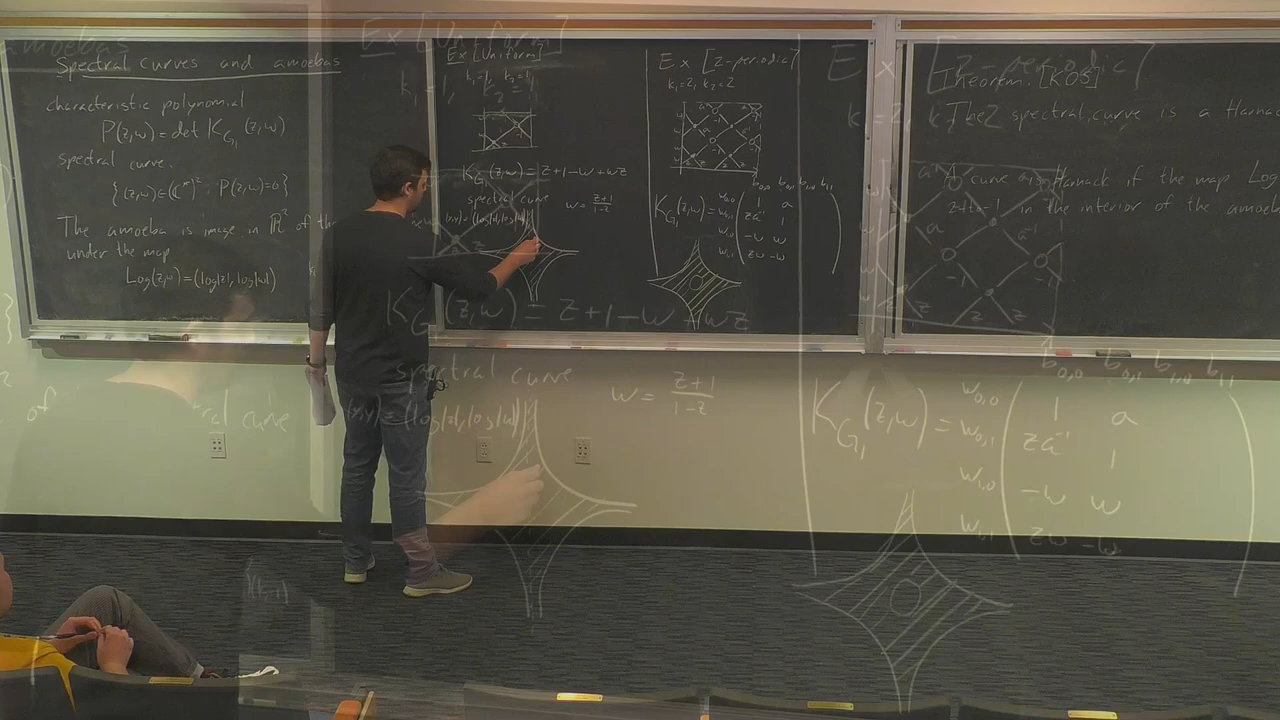 Spectral curves and amoebas
characteristic polynomial
P(z,w) = det K_{G_1}(z,w)
spectral curve.
{(z,w)∈(ℂ*)² : P(z,w)=0}
The amoeba is image in ℝ² of the
under the map
Log(z,w)=(log|z|,log|w|)
Ex [Uniform]
k₁=1, k₂=1
K_{G_1}(z,w) = z+1-w+wz
spectral curve w = \frac{z+1}{1-z}
(x,y)=(log|z|,log|w|)
Ex [2-periodic]
k₁=2, k₂=2
b_{0,0} b_{0,1} b_{1,0} b_{1,1}
K_{G_1}(z,w) =
w_{0,0} 1 a
w_{0,1} za⁻¹ 1
w_{1,0} -w w
w_{1,1} zw -w
Theorem. [KOS]
The spectral curve is a Harnack
A curve is Harnack if the map Log
2-to-1 in the interior of the amoeba